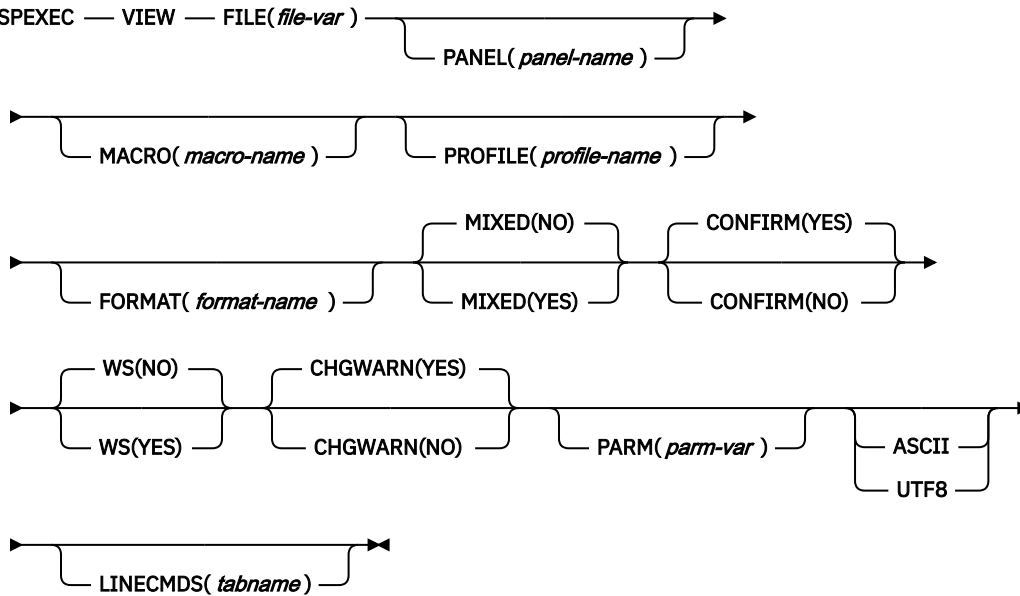 SPEXEC VIEW FILE( file-var )
PANEL( panel-name )
MACRO( macro-name ) PROFILE( profile-name )
MIXED(NO) CONFIRM(YES)
FORMAT( format-name ) MIXED(YES) CONFIRM(NO)
WS(NO) CHGWARN(YES)
WS(YES) CHGWARN(NO) PARM( parm-var ) ASCII
UTF8
LINECMDS( tabname )